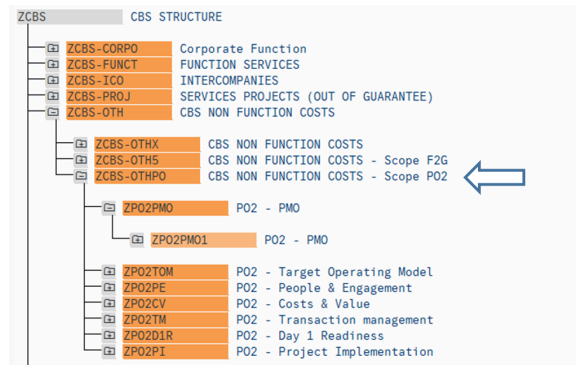 ZCBS CBS STRUCTURE
ZCBS-CORPO Corporate Function
ZCBS-FUNCT FUNCTION SERVICES
ZCBS-ICO INTERCOMPANIES
ZCBS-PROJ SERVICES PROJECTS (OUT OF GUARANTEE)
ZCBS-OTH CBS NON FUNCTION COSTS
ZCBS-OTHX CBS NON FUNCTION COSTS
ZCBS-OTH5 CBS NON FUNCTION COSTS - Scope F2G
ZCBS-OTHPO CBS NON FUNCTION COSTS - Scope PO2
ZPO2PMO PO2 - PMO
ZPO2PMO1 PO2 - PMO
ZPO2TOM PO2 - Target Operating Model
ZPO2PE PO2 - People & Engagement
ZPO2CV PO2 - Costs & Value
ZPO2TM PO2 - Transaction management
ZPO2D1R PO2 - Day 1 Readiness
ZPO2PI PO2 - Project Implementation